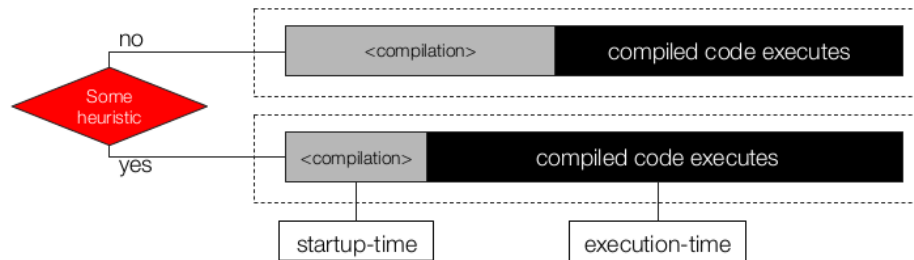 no
<compilation>
compiled code executes
Some
heuristic
yes
<compilation>
compiled code executes
startup-time
execution-time